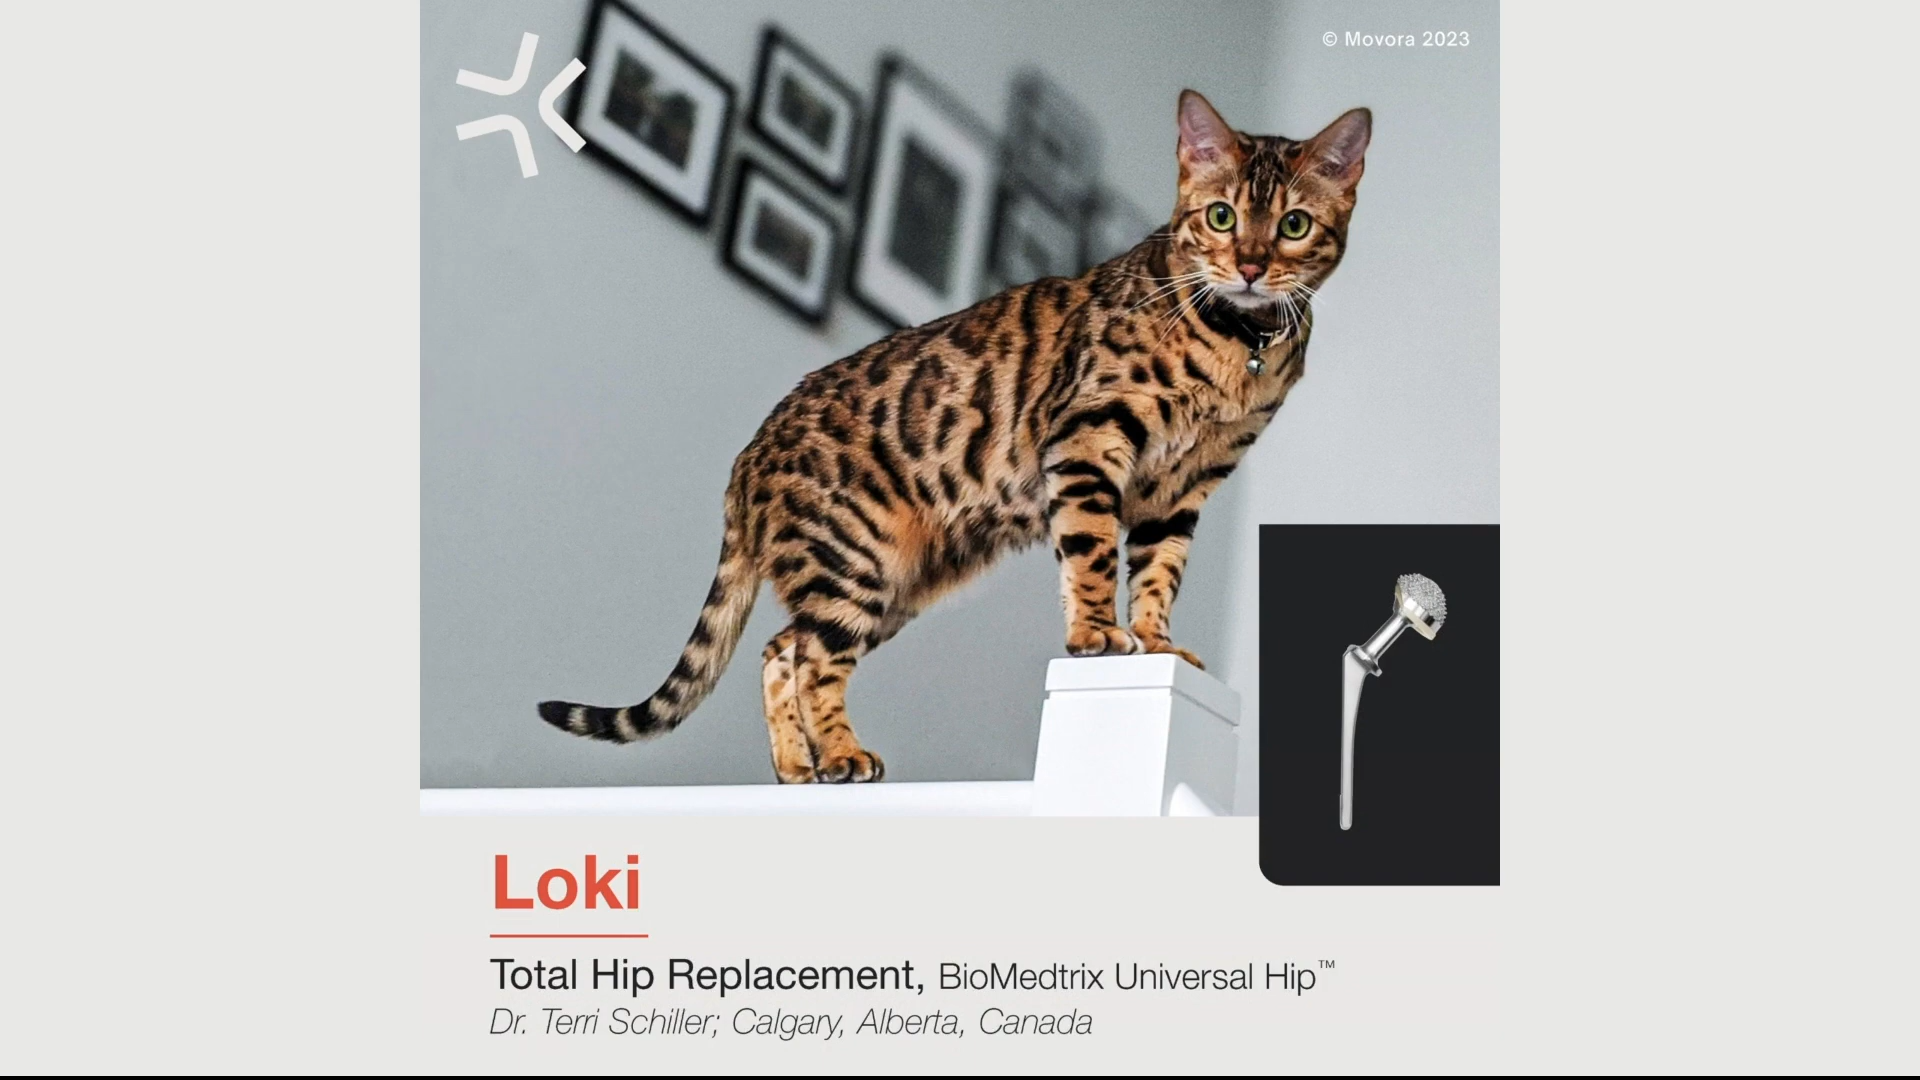 © Movora 2023
Loki
Total Hip Replacement, BioMedtrix Universal Hip™
Dr. Terri Schiller; Calgary, Alberta, Canada